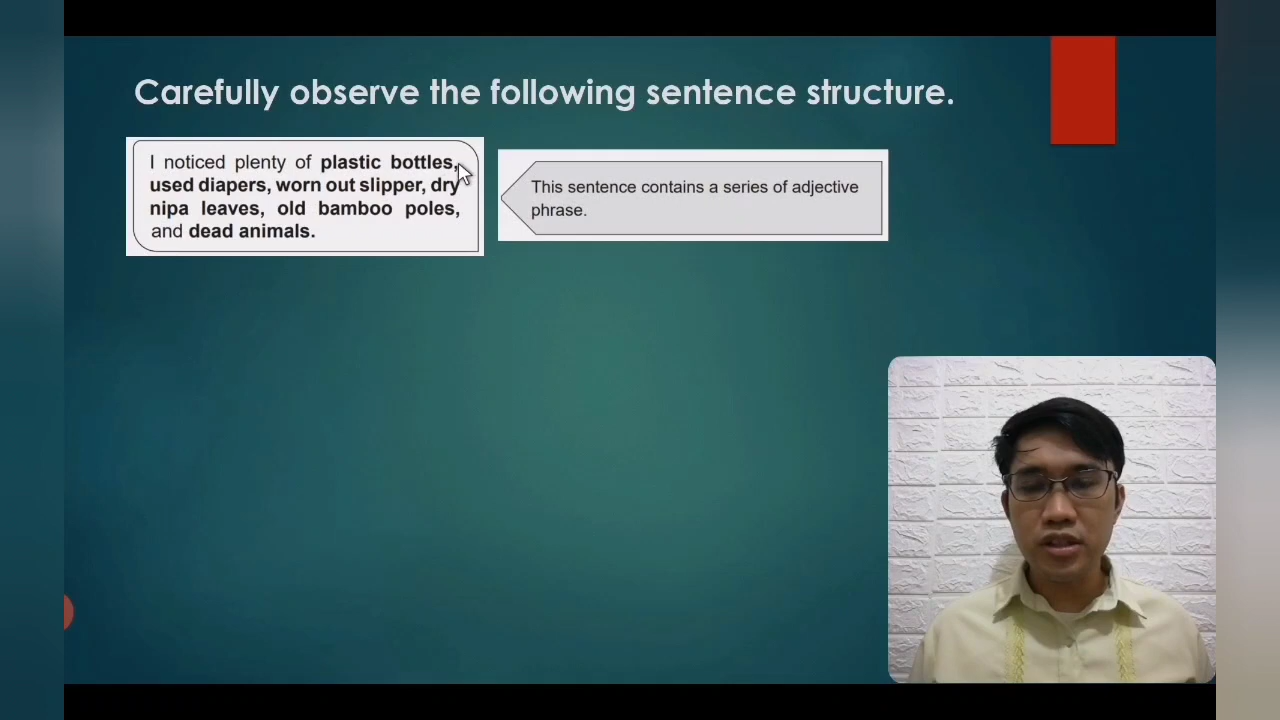 Carefully observe the following sentence structure.
I noticed plenty of plastic bottles,
used diapers, worn out slipper, dry
nipa leaves, old bamboo poles,
and dead animals.
This sentence contains a series of adjective
phrase.